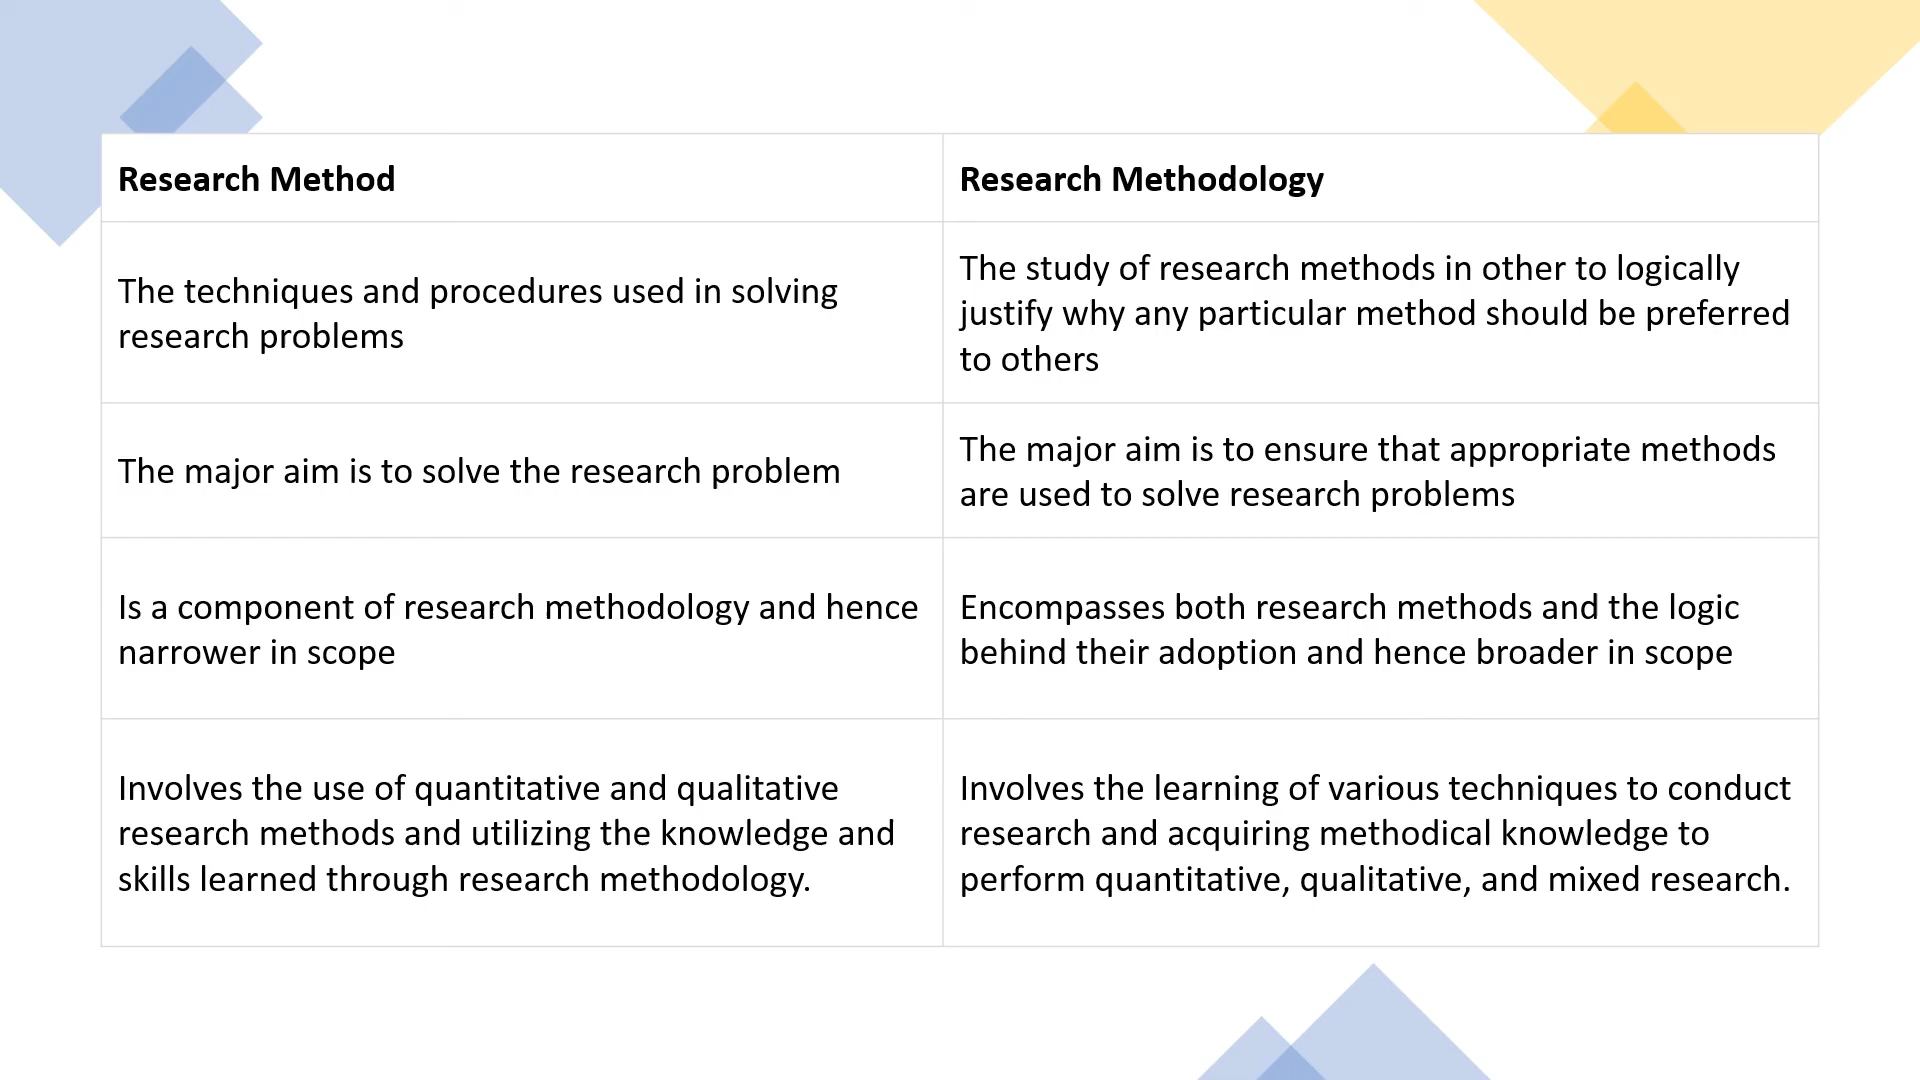 Research Method
Research Methodology
The techniques and procedures used in solving
research problems
The study of research methods in other to logically
justify why any particular method should be preferred
to others
The major aim is to solve the research problem
The major aim is to ensure that appropriate methods
are used to solve research problems
Is a component of research methodology and hence
narrower in scope
Encompasses both research methods and the logic
behind their adoption and hence broader in scope
Involves the use of quantitative and qualitative
research methods and utilizing the knowledge and
skills learned through research methodology.
Involves the learning of various techniques to conduct
research and acquiring methodical knowledge to
perform quantitative, qualitative, and mixed research.